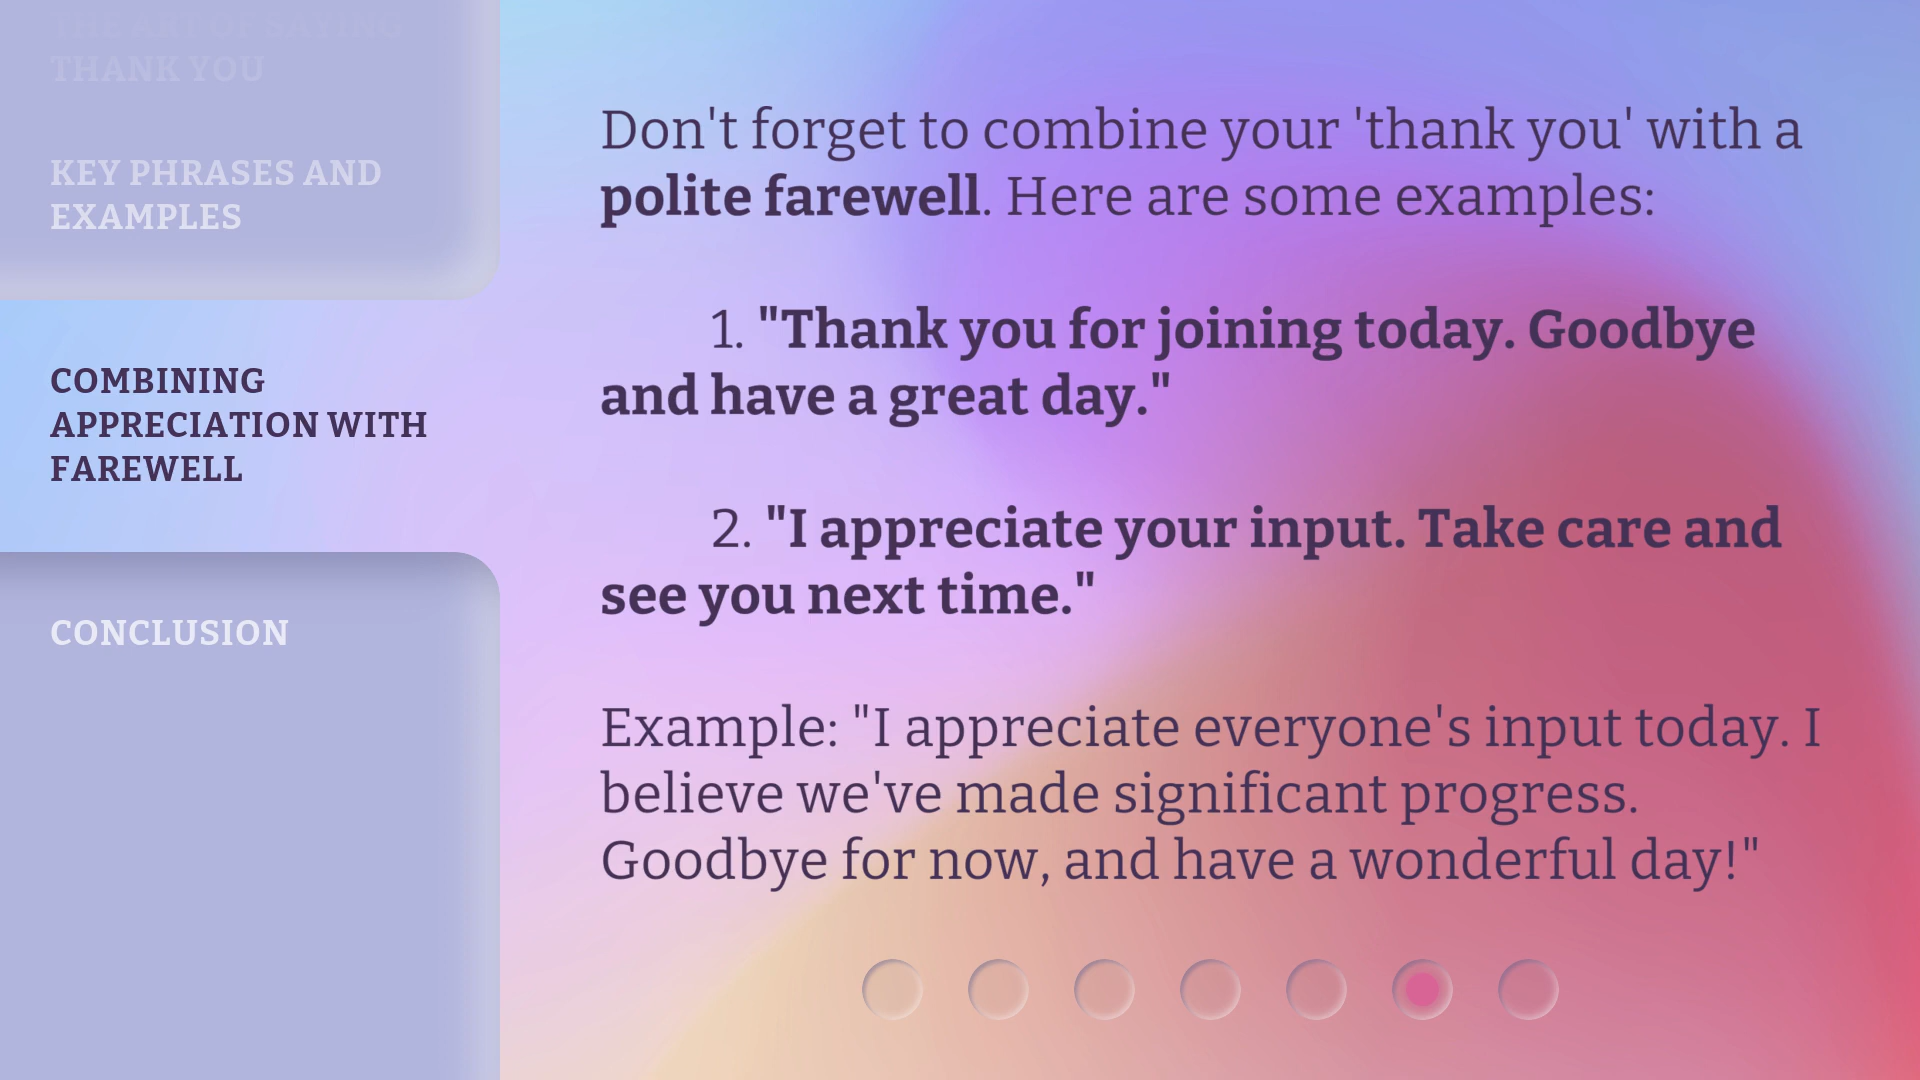 THE ART OF SAYING
THANK YOU
KEY PHRASES AND
EXAMPLES
COMBINING
APPRECIATION WITH
FAREWELL
CONCLUSION
Don't forget to combine your 'thank you' with a
polite farewell. Here are some examples:
1. "Thank you for joining today. Goodbye
and have a great day."
2. "I appreciate your input. Take care and
see you next time."
Example: "I appreciate everyone's input today. I
believe we've made significant progress.
Goodbye for now, and have a wonderful day!"